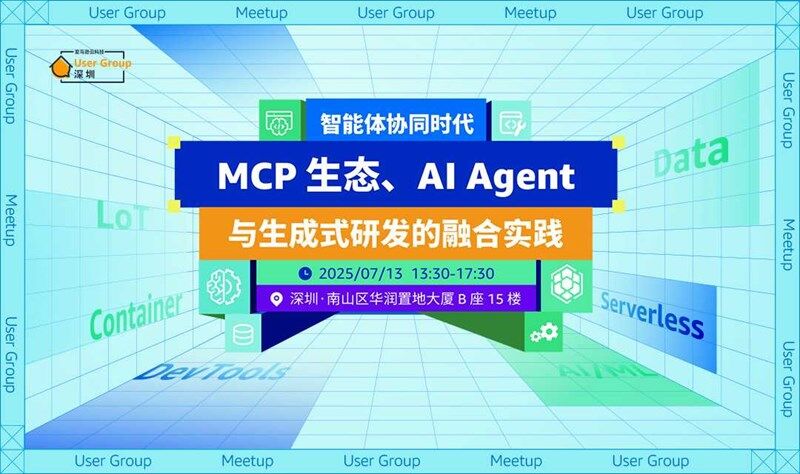 User Group
Meetup
User Group
Meetup
User Group
亚马逊云科技
User Group
深圳
智能体协同时代
MCP 生态、AI Agent
与生成式研发的融合实践
2025/07/13 13:30-17:30
深圳·南山区华润置地大厦 B 座 15 楼
LoT
Container
DevTools
Data
Serverless
AI/ML
User Group
Meetup
User Group
User Group
Meetup
User Group
User Group
Meetup
User Group
Meetup
User Group